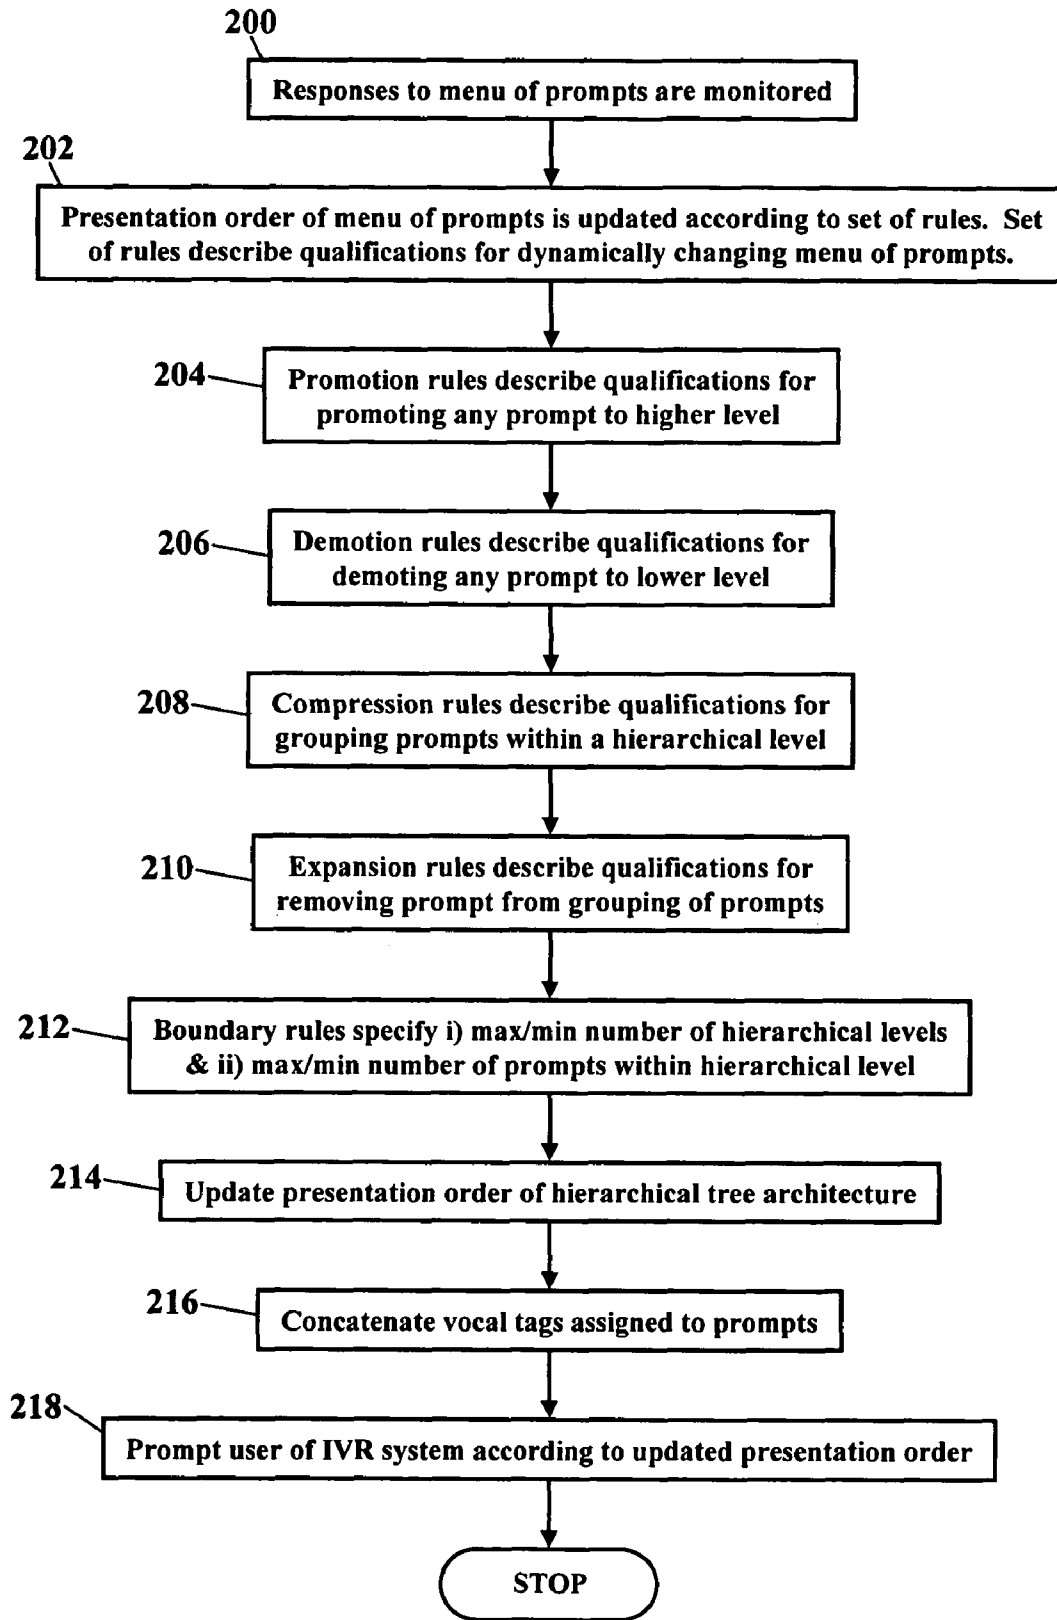 200
Responses to menu of prompts are monitored
202
Presentation order of menu of prompts is updated according to set of rules. Set
of rules describe qualifications for dynamically changing menu of prompts.
204
Promotion rules describe qualifications for
promoting any prompt to higher level
206
Demotion rules describe qualifications for
demoting any prompt to lower level
208
Compression rules describe qualifications for
grouping prompts within a hierarchical level
210
Expansion rules describe qualifications for
removing prompt from grouping of prompts
212
Boundary rules specify i) max/min number of hierarchical levels
& ii) max/min number of prompts within hierarchical level
214
Update presentation order of hierarchical tree architecture
216
Concatenate vocal tags assigned to prompts
218
Prompt user of IVR system according to updated presentation order
STOP